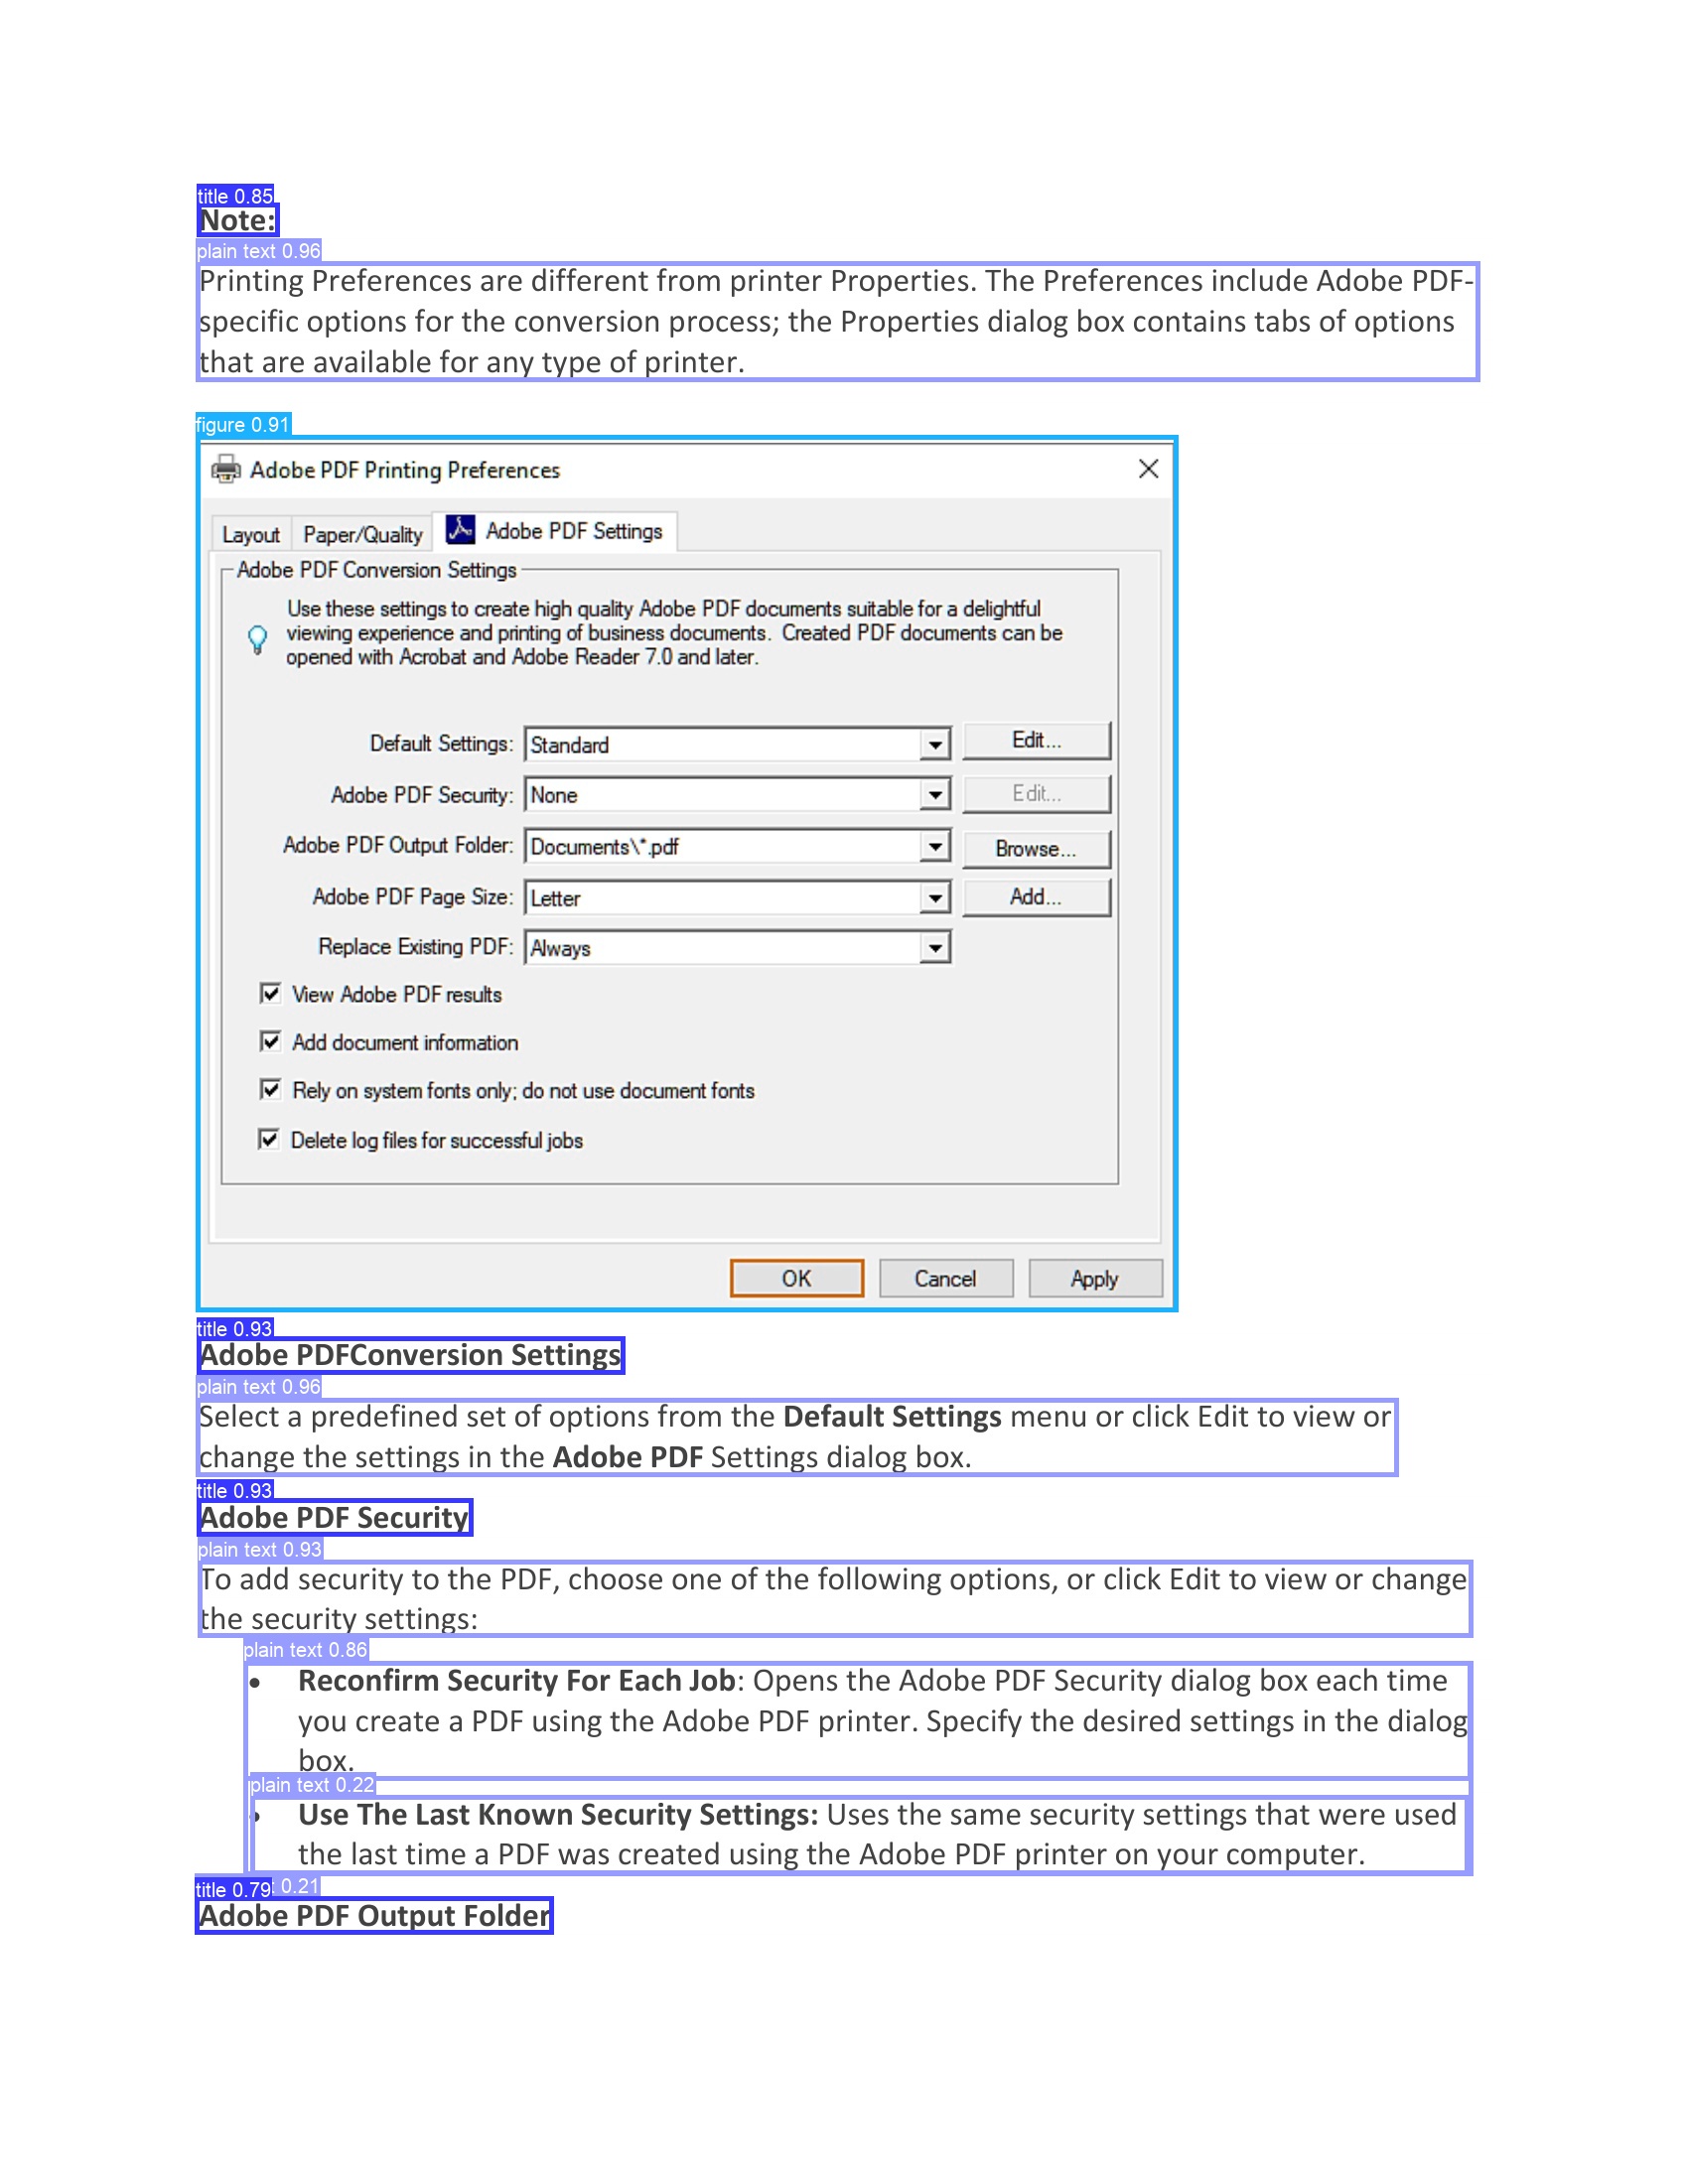 title 0.85
Note:
plain text 0.96
Printing Preferences are different from printer Properties. The Preferences include Adobe PDF-
specific options for the conversion process; the Properties dialog box contains tabs of options
that are available for any type of printer.
figure 0.91
Adobe PDF Printing Preferences
Layout Paper/Quality Adobe PDF Settings
Adobe PDF Conversion Settings
Use these settings to create high quality Adobe PDF documents suitable for a delightful
viewing experience and printing of business documents. Created PDF documents can be
opened with Acrobat and Adobe Reader 7.0 and later.
Default Settings: Standard Edit...
Adobe PDF Security: None Edit...
Adobe PDF Output Folder: Documents\*.pdf Browse...
Adobe PDF Page Size: Letter Add...
Replace Existing PDF: Always
View Adobe PDF results
Add document information
Rely on system fonts only; do not use document fonts
Delete log files for successful jobs
OK Cancel Apply
title 0.93
Adobe PDFConversion Settings
plain text 0.96
Select a predefined set of options from the Default Settings menu or click Edit to view or
change the settings in the Adobe PDF Settings dialog box.
title 0.93
Adobe PDF Security
plain text 0.93
To add security to the PDF, choose one of the following options, or click Edit to view or change
the security settings:
plain text 0.86
• Reconfirm Security For Each Job: Opens the Adobe PDF Security dialog box each time
you create a PDF using the Adobe PDF printer. Specify the desired settings in the dialog
box.
plain text 0.22
• Use The Last Known Security Settings: Uses the same security settings that were used
the last time a PDF was created using the Adobe PDF printer on your computer.
title 0.79 0.21
Adobe PDF Output Folder